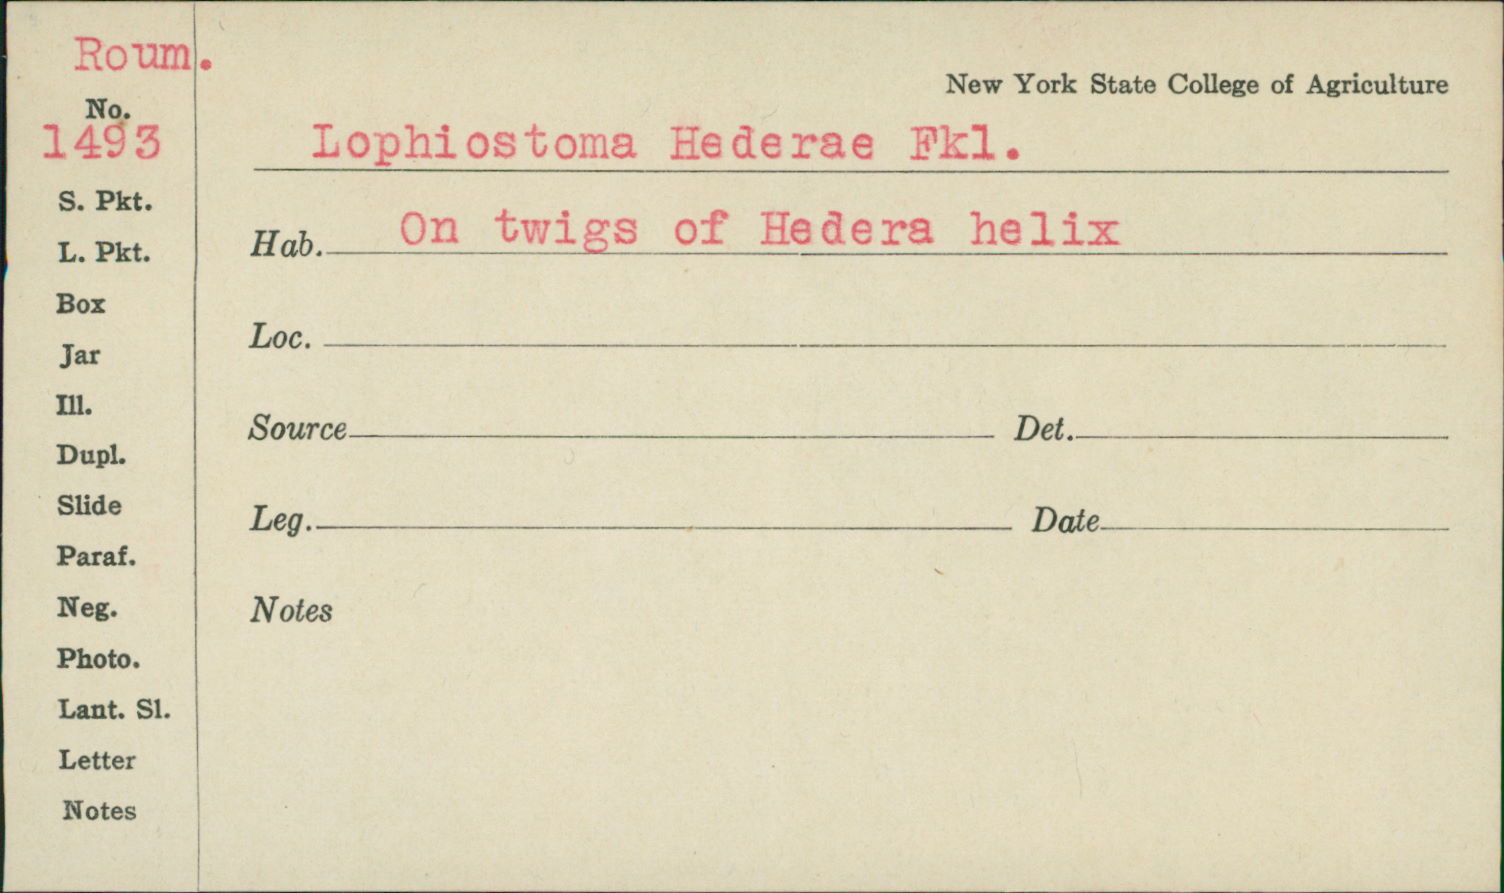 Roum.
New York State College of Agriculture
No.
1493
Lophiostoma Hederae Fkl.
S. Pkt.
Hab. On twigs of Hedera helix
L. Pkt.
Box
Loc.
Jar
Ill.
Source Det.
Dupl.
Slide
Leg. Date
Paraf.
Neg.
Notes
Photo.
Lant. Sl.
Letter
Notes